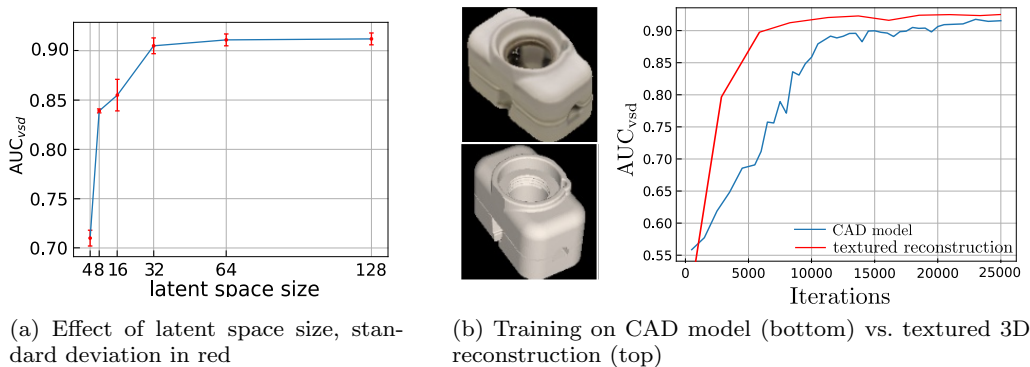 0.90
0.85
0.80
0.75
0.70
AUCvsd
4 8 16 32 64 128
latent space size
0.90
0.85
0.80
0.75
0.70
0.65
0.60
0.55
AUCvsd
CAD model
textured reconstruction
0 5000 10000 15000 20000 25000
Iterations
(a) Effect of latent space size, stan-
dard deviation in red
(b) Training on CAD model (bottom) vs. textured 3D
reconstruction (top)